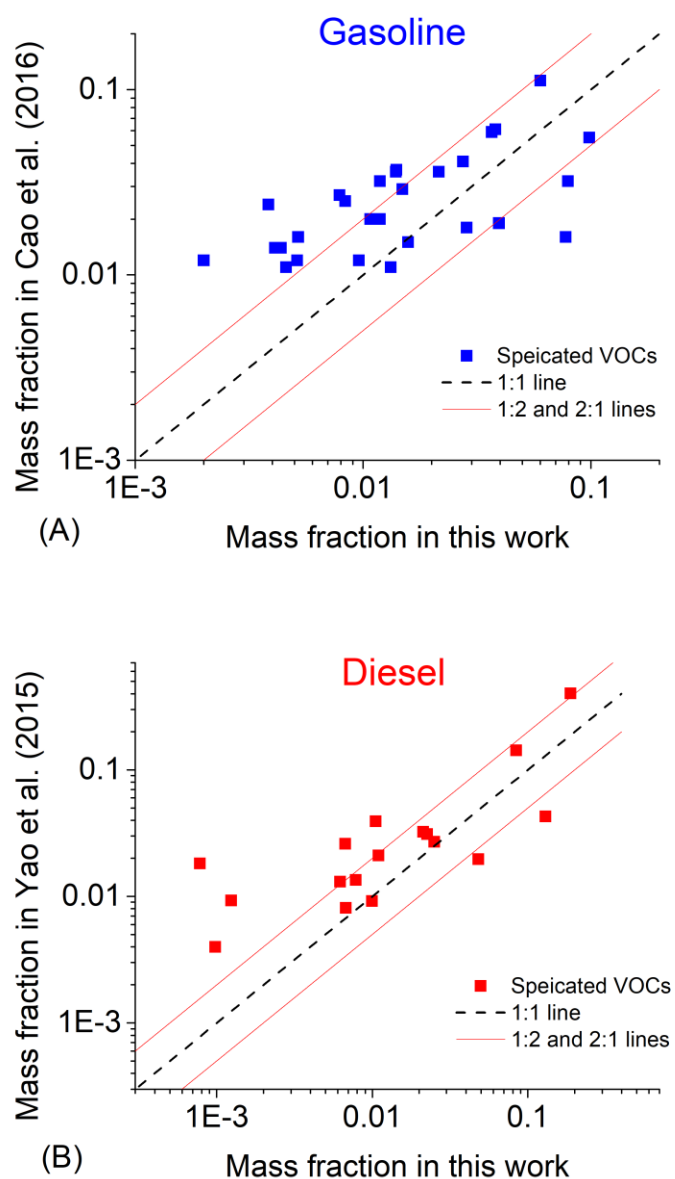 Gasoline
Mass fraction in Cao et al. (2016)
0.1
0.01
1E-3
Speicated VOCs
1:1 line
1:2 and 2:1 lines
1E-3 0.01 0.1
(A)
Mass fraction in this work
Diesel
Mass fraction in Yao et al. (2015)
0.1
0.01
1E-3
Speicated VOCs
1:1 line
1:2 and 2:1 lines
1E-3 0.01 0.1
(B)
Mass fraction in this work